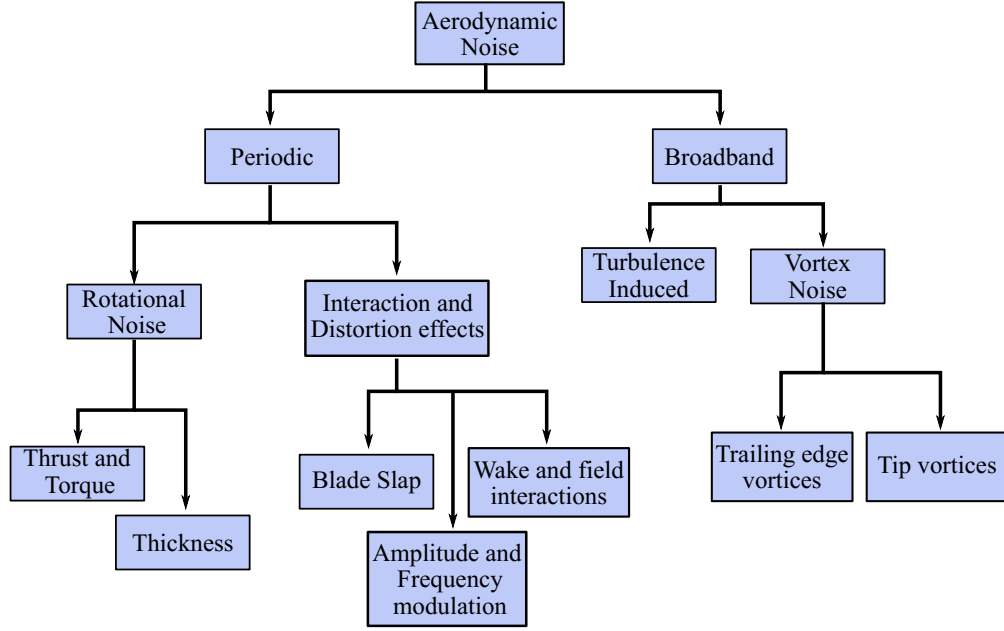 Aerodynamic
Noise
Periodic
Broadband
Rotational
Noise
Interaction and
Distortion effects
Turbulence
Induced
Vortex
Noise
Thrust and
Torque
Thickness
Blade Slap
Amplitude and
Frequency
modulation
Wake and field
interactions
Trailing edge
vortices
Tip vortices